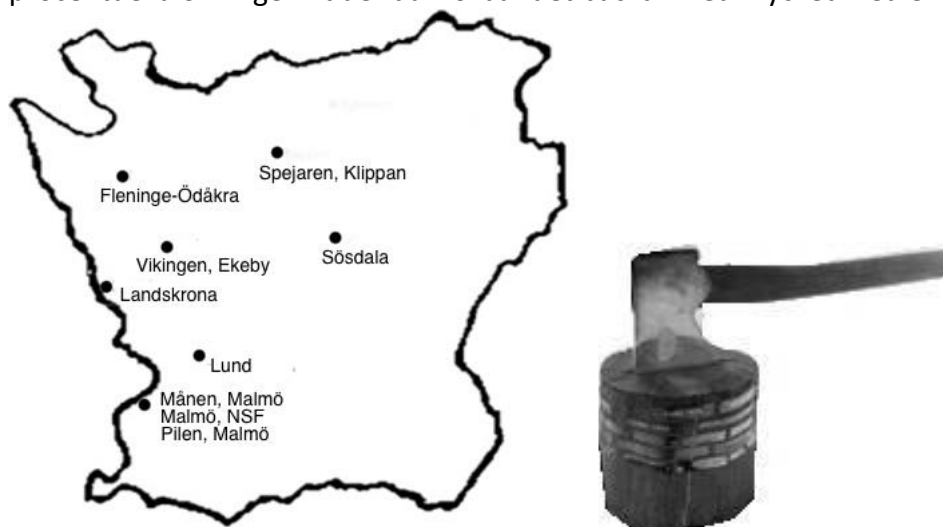 Spejaren, Klippan
Fleninge-Ödåkra
Sösdala
Vikingen, Ekeby
Landskrona
Lund
Månen, Malmö
Malmö, NSF
Pilen, Malmö